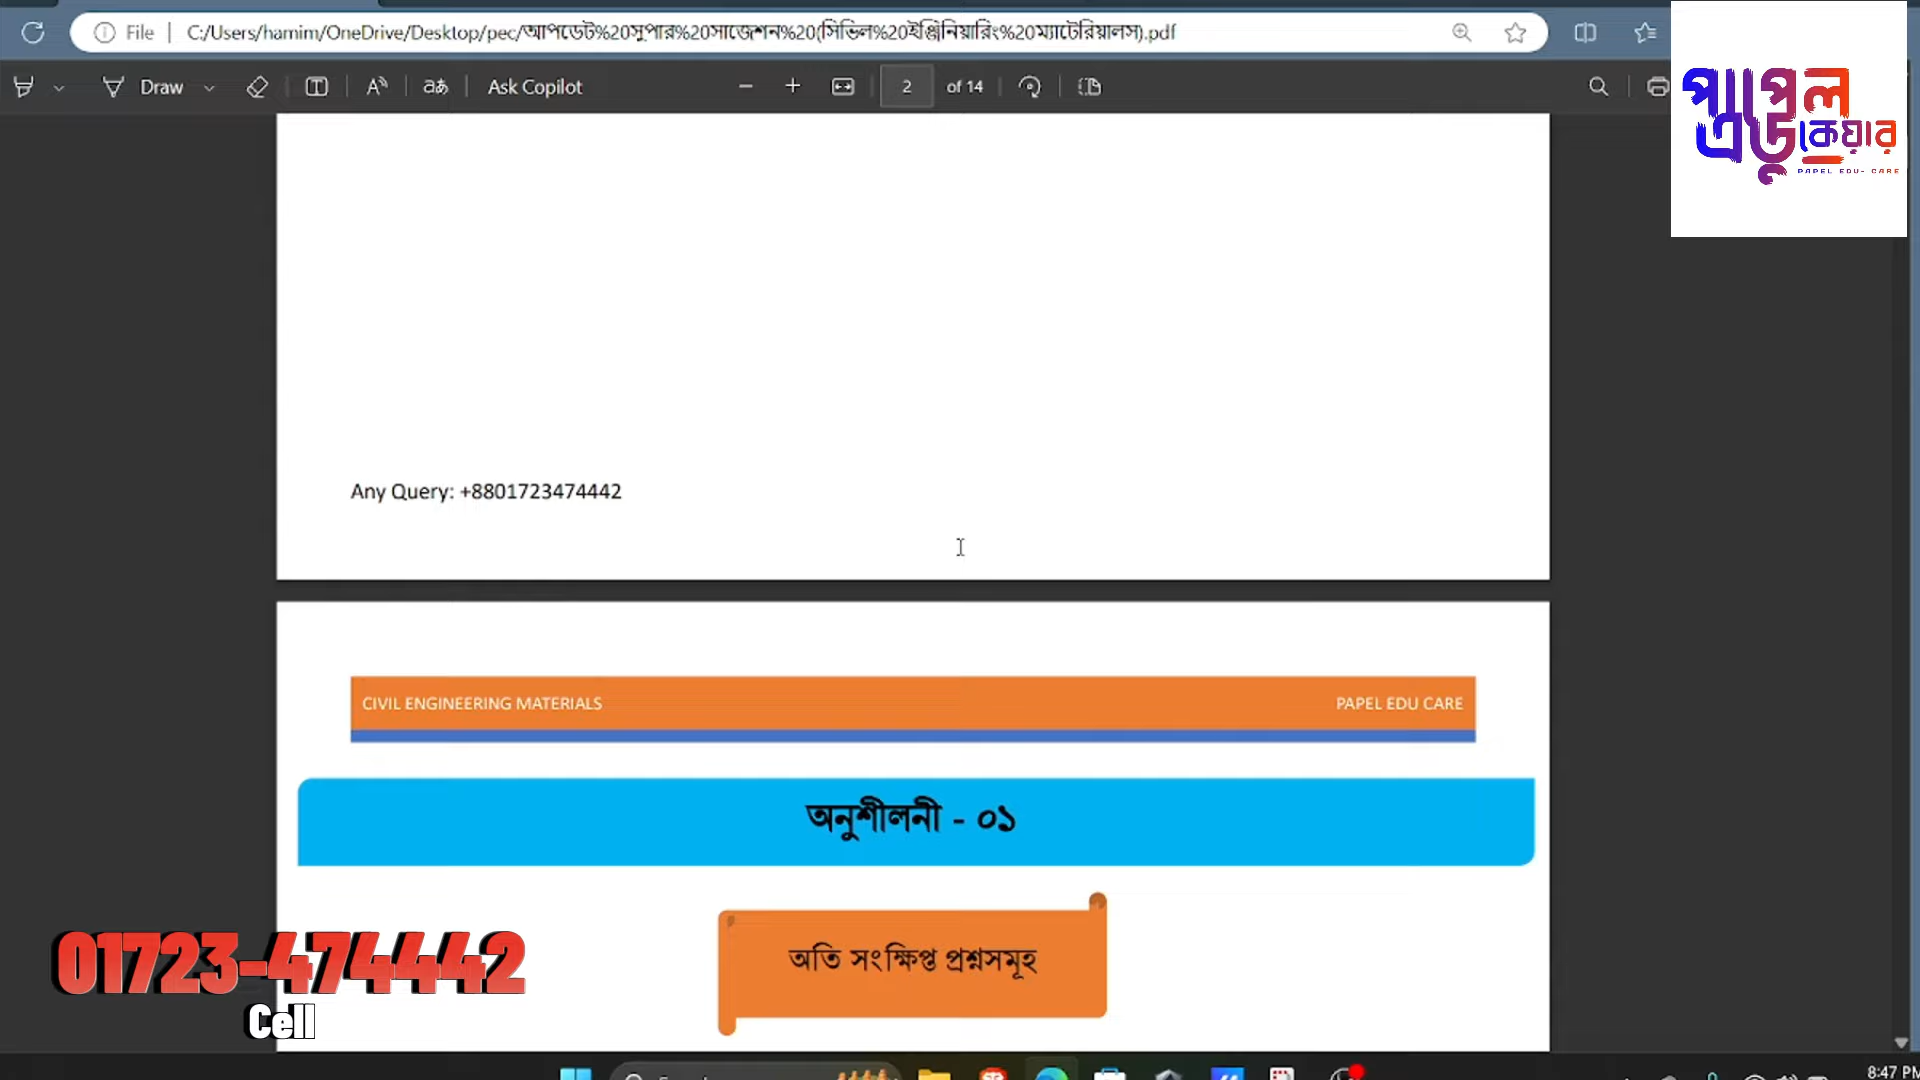 File C:/Users/hamim/OneDrive/Desktop/pec/আপডেট%20সুপার%20সাজেশন%20(সিভিল%20ইঞ্জিনিয়ারিং%20ম্যাটেরিয়ালস).pdf
Draw Ask Copilot 2 of 14
পাপেল
এডুকেয়ার
PAPEL EDU- CARE
Any Query: +8801723474442
CIVIL ENGINEERING MATERIALS PAPEL EDU CARE
অনুশীলনী - ০১
অতি সংক্ষিপ্ত প্রশ্নসমূহ
01723-474442
Cell
8:47 PM